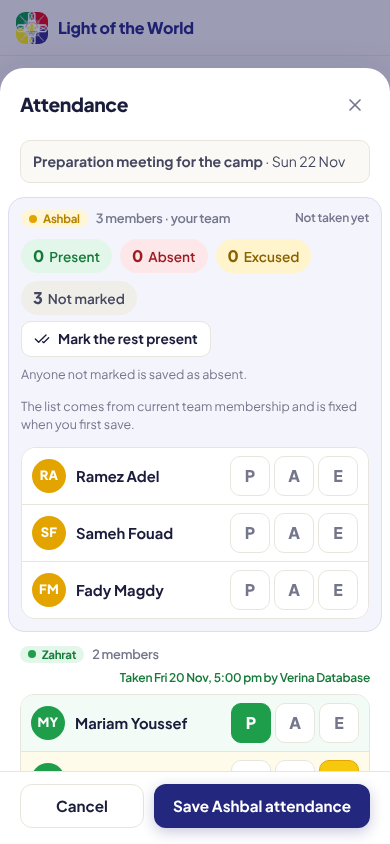 Light of the World
Attendance
Preparation meeting for the camp · Sun 22 Nov
Ashbal 3 members · your team Not taken yet
0 Present 0 Absent 0 Excused
3 Not marked
Mark the rest present
Anyone not marked is saved as absent.
The list comes from current team membership and is fixed
when you first save.
RA Ramez Adel P A E
SF Sameh Fouad P A E
FM Fady Magdy P A E
Zahrat 2 members
Taken Fri 20 Nov, 5:00 pm by Verina Database
MY Mariam Youssef P A E
Cancel Save Ashbal attendance